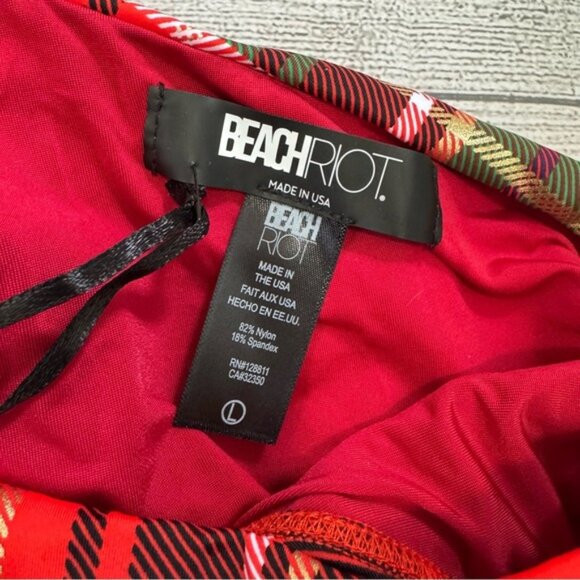 BEACHRIOT.
MADE IN USA
BEACH
RIOT
MADE IN
THE USA
FAIT AUX USA
HECHO EN EE.UU.
82% Nylon
18% Spandex
RN#128811
CA#32350
L